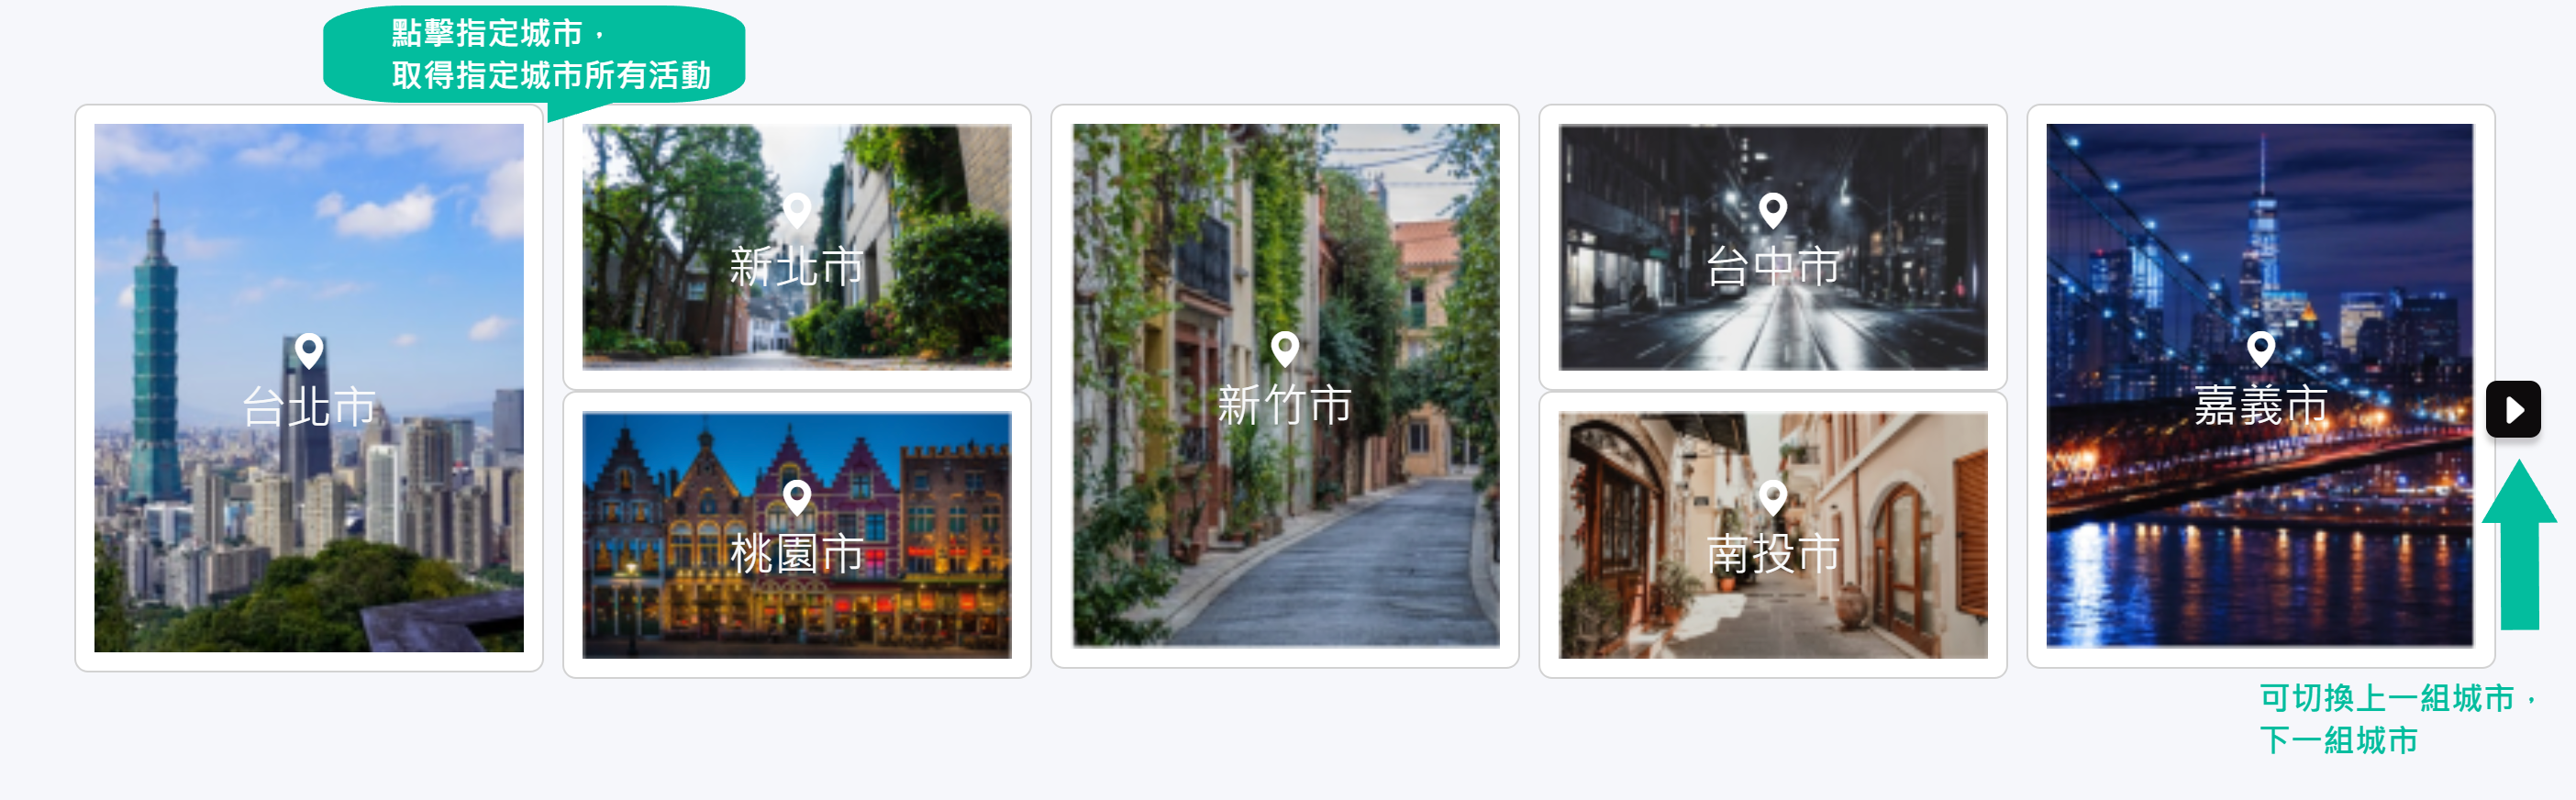 點擊指定城市，
取得指定城市所有活動
台北市
新北市
桃園市
新竹市
台中市
南投市
嘉義市
可切換上一組城市，
下一組城市